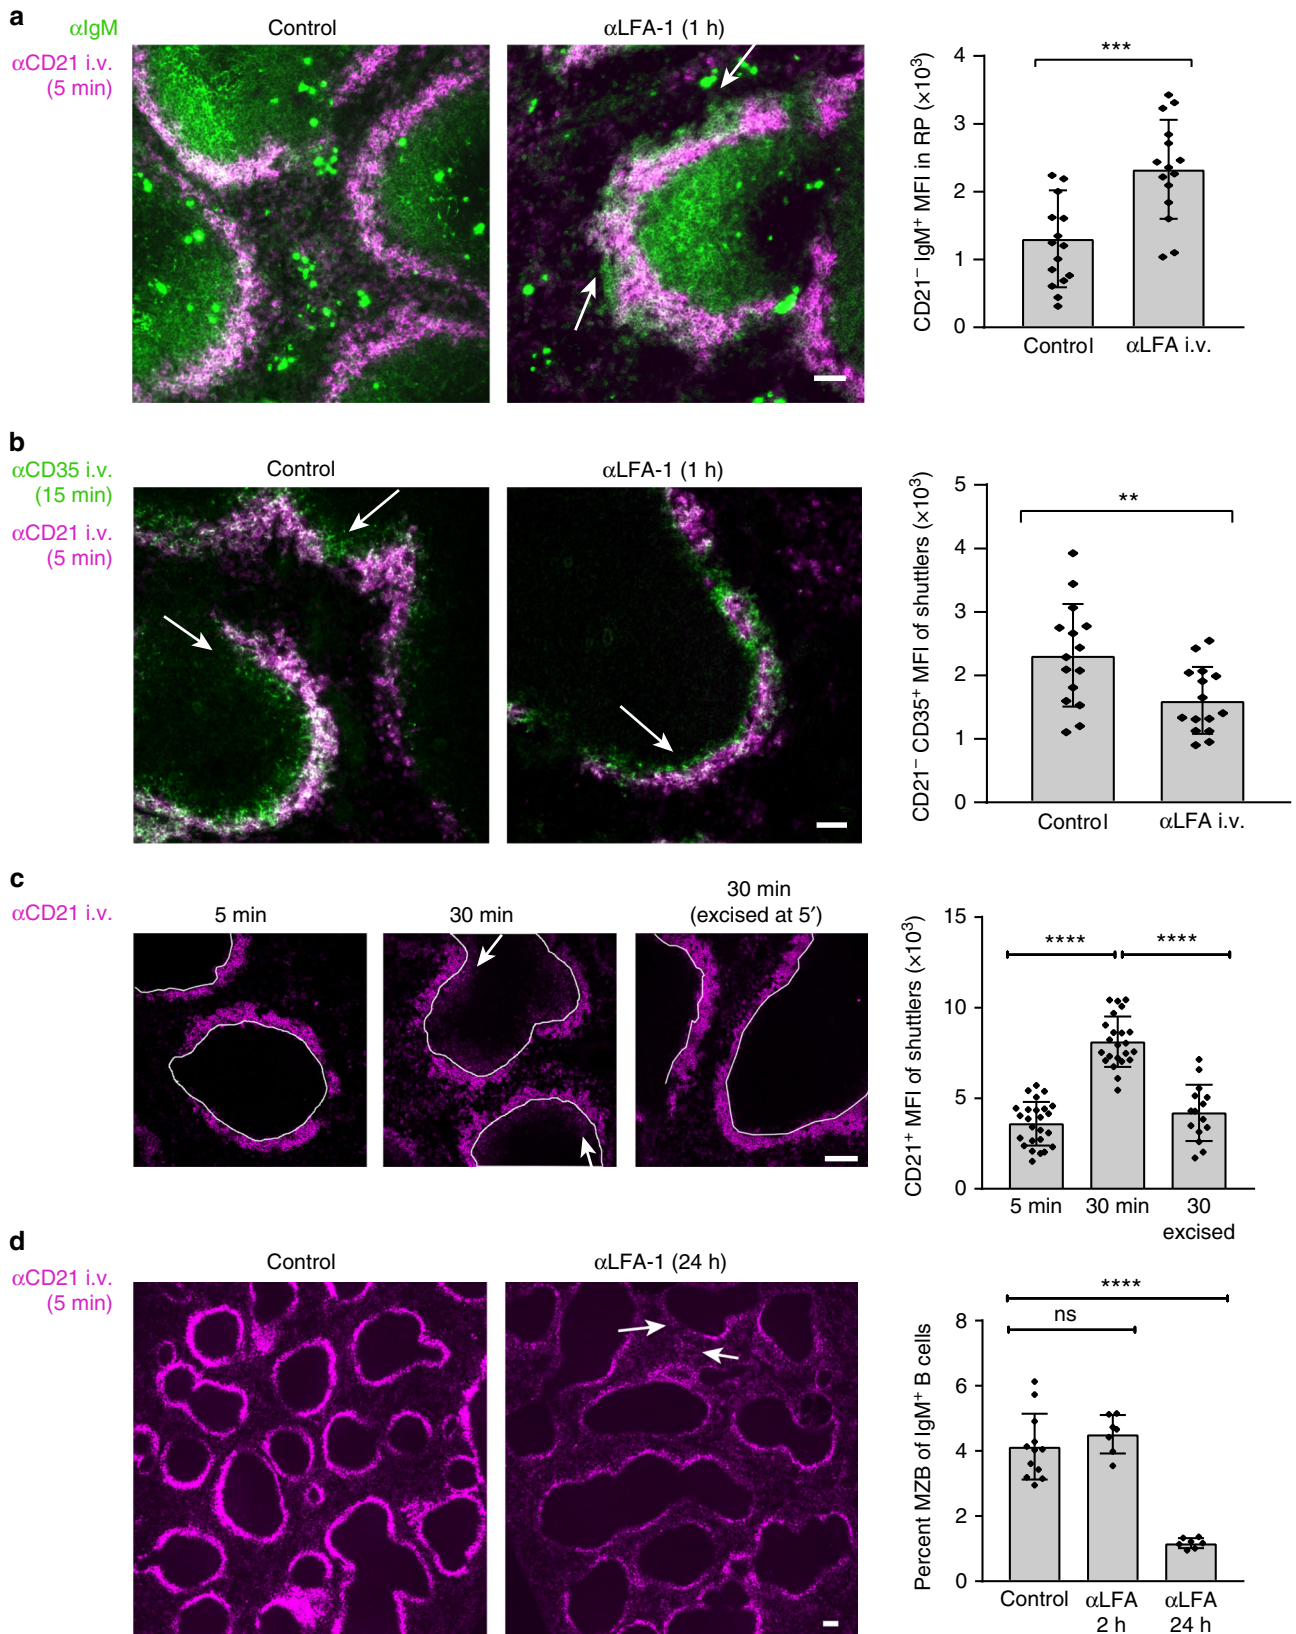 a
αIgM
αCD21 i.v.
(5 min)
Control
αLFA-1 (1 h)
CD21⁻ IgM⁺ MFI in RP (×10³)
4
3
2
1
0
***
Control
αLFA i.v.
b
αCD35 i.v.
(15 min)
αCD21 i.v.
(5 min)
Control
αLFA-1 (1 h)
CD21⁻ CD35⁺ MFI of shuttlers (×10³)
5
4
3
2
1
0
**
Control
αLFA i.v.
c
αCD21 i.v.
5 min
30 min
30 min
(excised at 5′)
CD21⁺ MFI of shuttlers (×10³)
15
10
5
0
****
****
5 min
30 min
30
excised
d
αCD21 i.v.
(5 min)
Control
αLFA-1 (24 h)
Percent MZB of IgM⁺ B cells
8
6
4
2
0
****
ns
Control
αLFA
2 h
αLFA
24 h